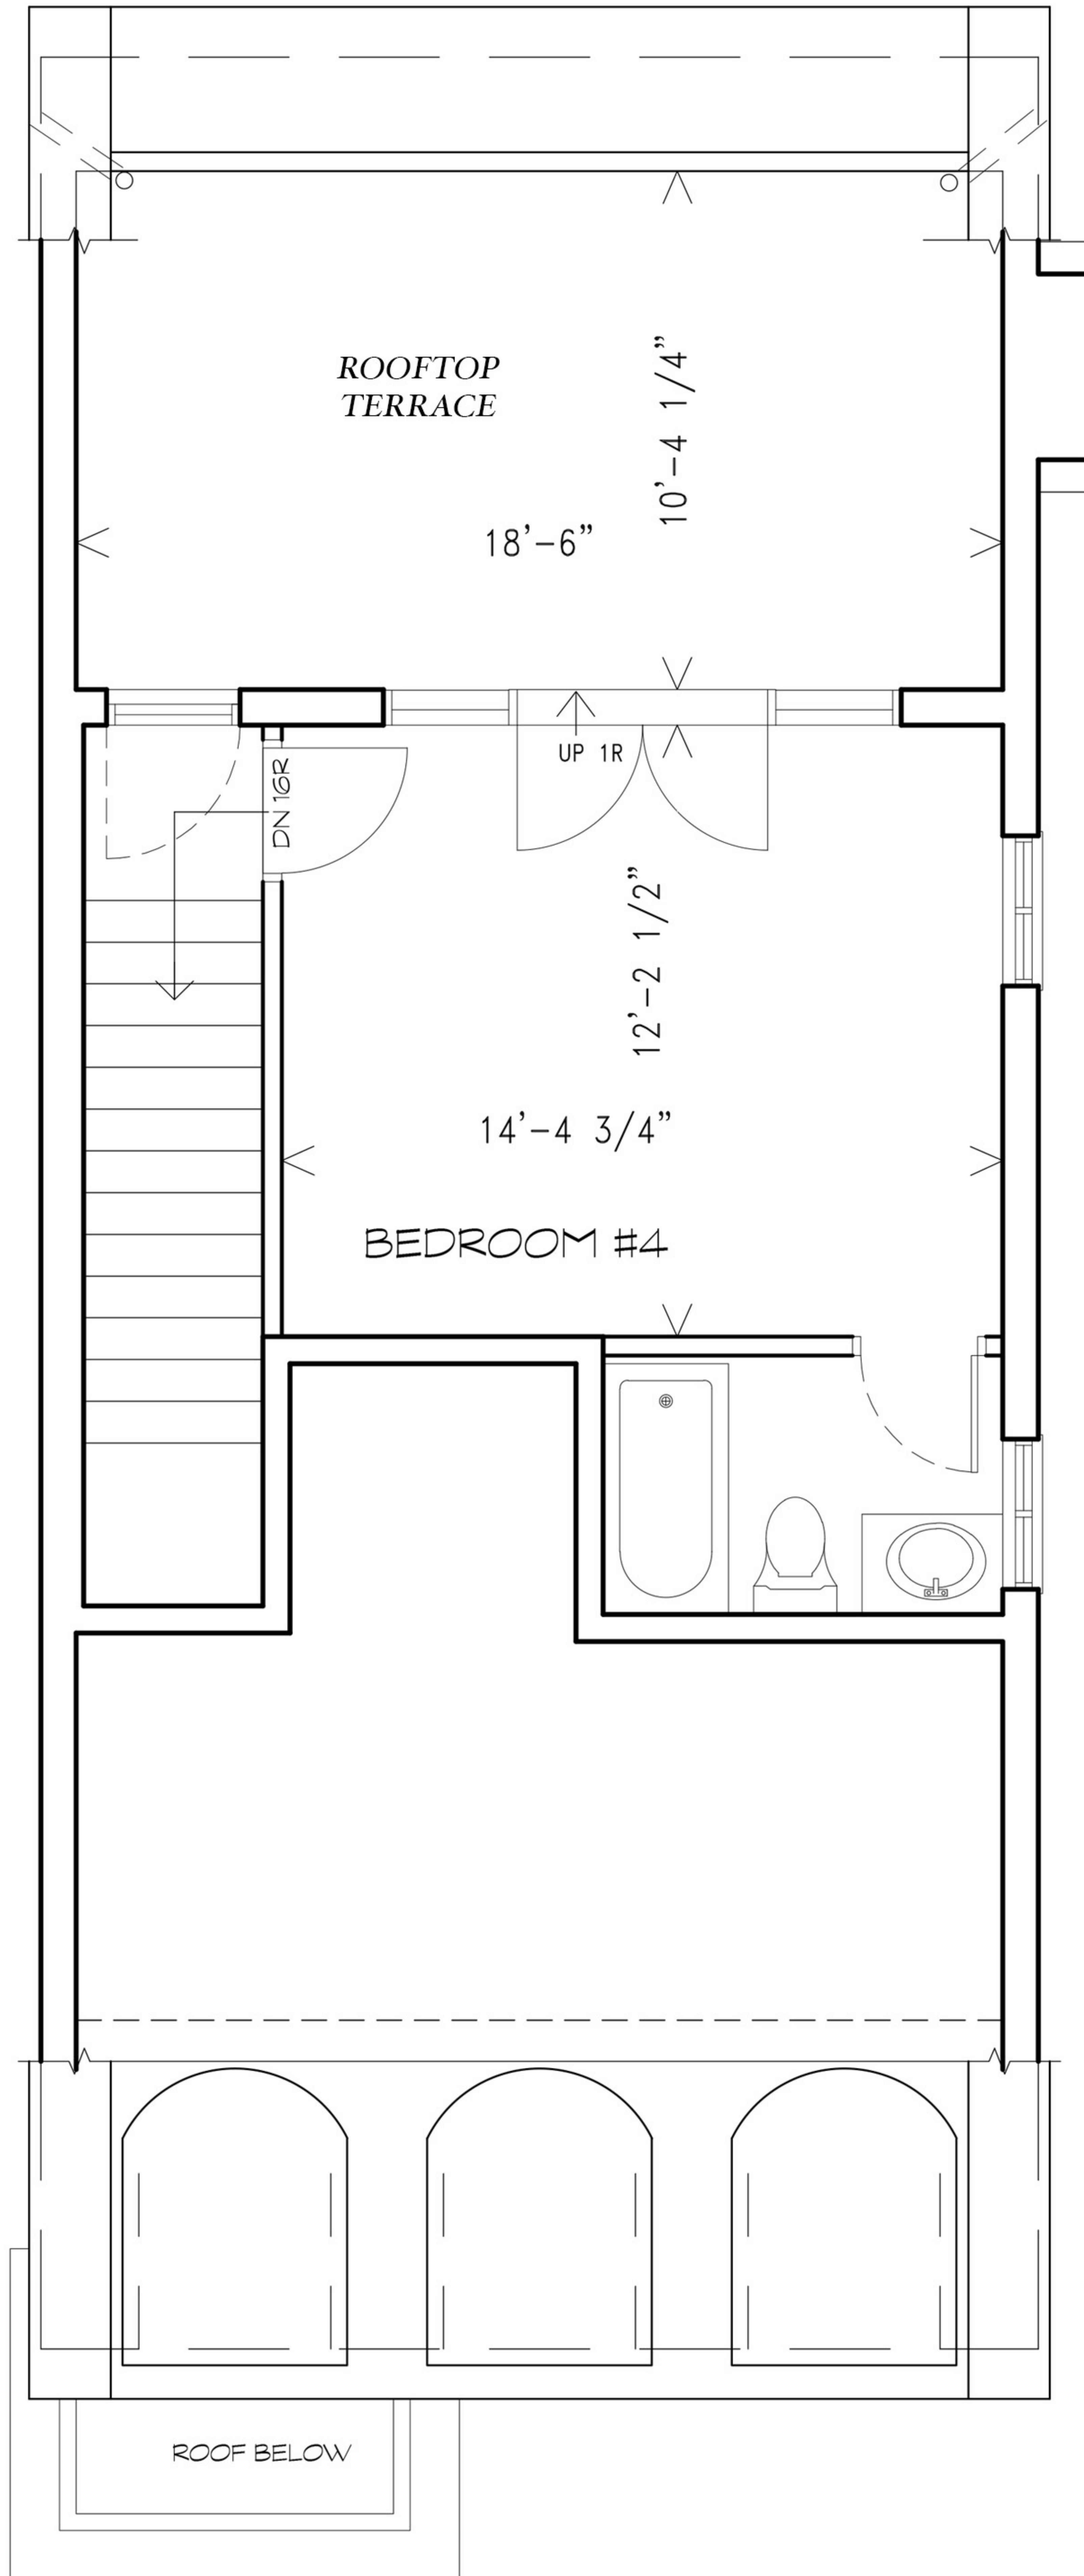 ROOFTOP
TERRACE
10'-4 1/4"
18'-6"
UP 1R
DN 16R
12'-2 1/2"
14'-4 3/4"
BEDROOM #4
ROOF BELOW